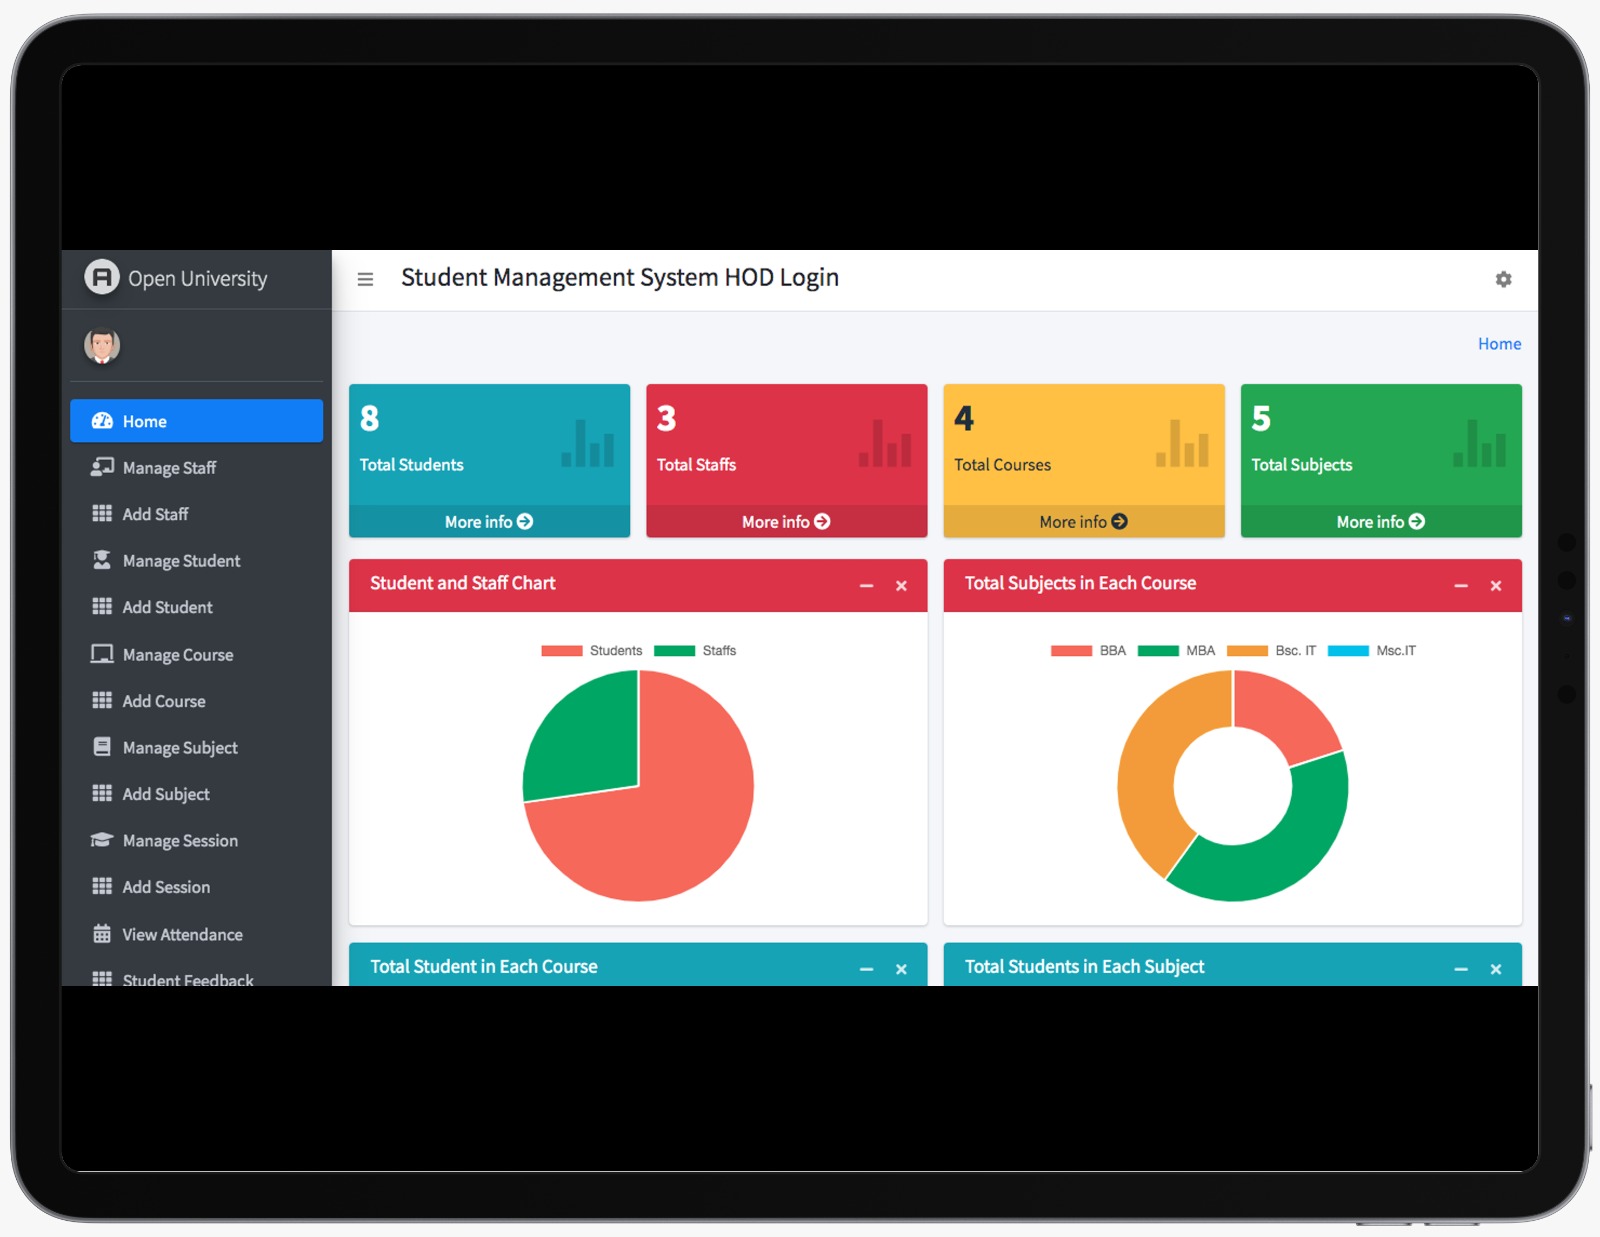 Open University
Student Management System HOD Login
Home
Home
Manage Staff
Add Staff
Manage Student
Add Student
Manage Course
Add Course
Manage Subject
Add Subject
Manage Session
Add Session
View Attendance
Student Feedback
8
Total Students
More info
3
Total Staffs
More info
4
Total Courses
More info
5
Total Subjects
More info
Student and Staff Chart
Students Staffs
Total Subjects in Each Course
BBA MBA Bsc. IT Msc.IT
Total Student in Each Course
Total Students in Each Subject